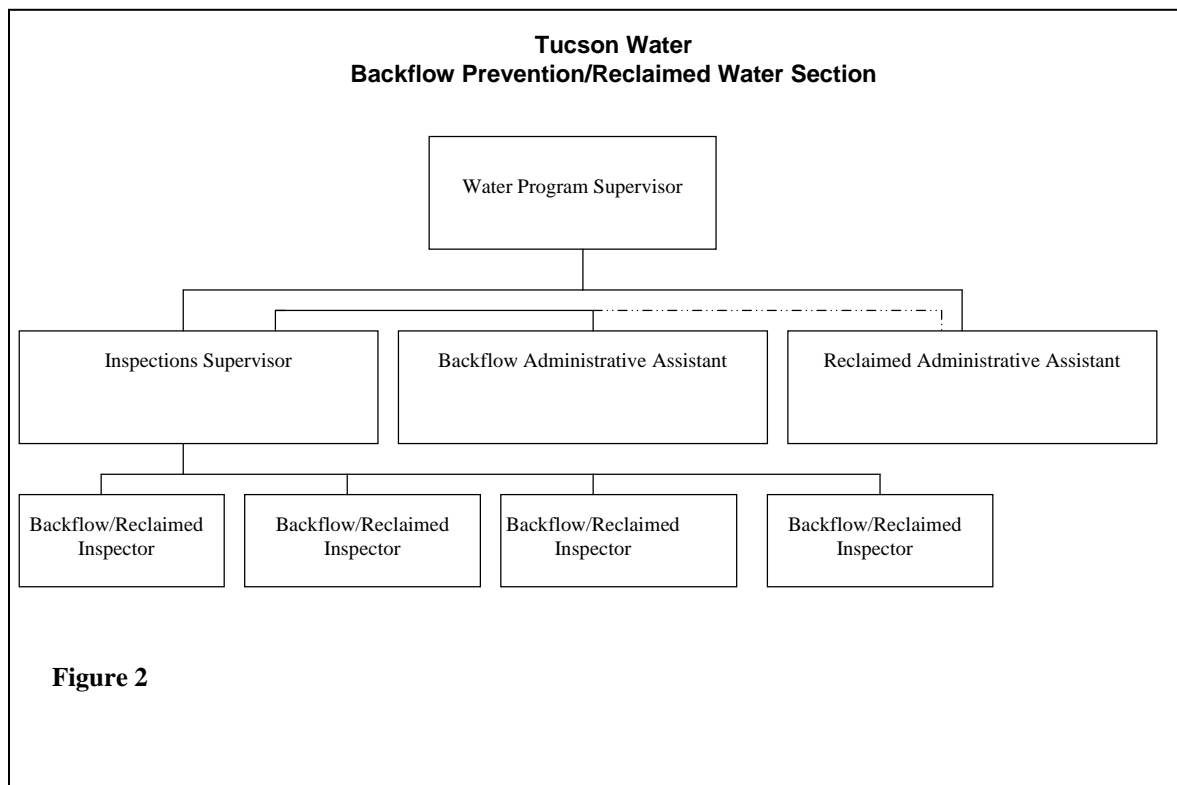 Tucson Water
Backflow Prevention/Reclaimed Water Section
Water Program Supervisor
Inspections Supervisor
Backflow Administrative Assistant
Reclaimed Administrative Assistant
Backflow/Reclaimed
Inspector
Backflow/Reclaimed
Inspector
Backflow/Reclaimed
Inspector
Backflow/Reclaimed
Inspector
Figure 2